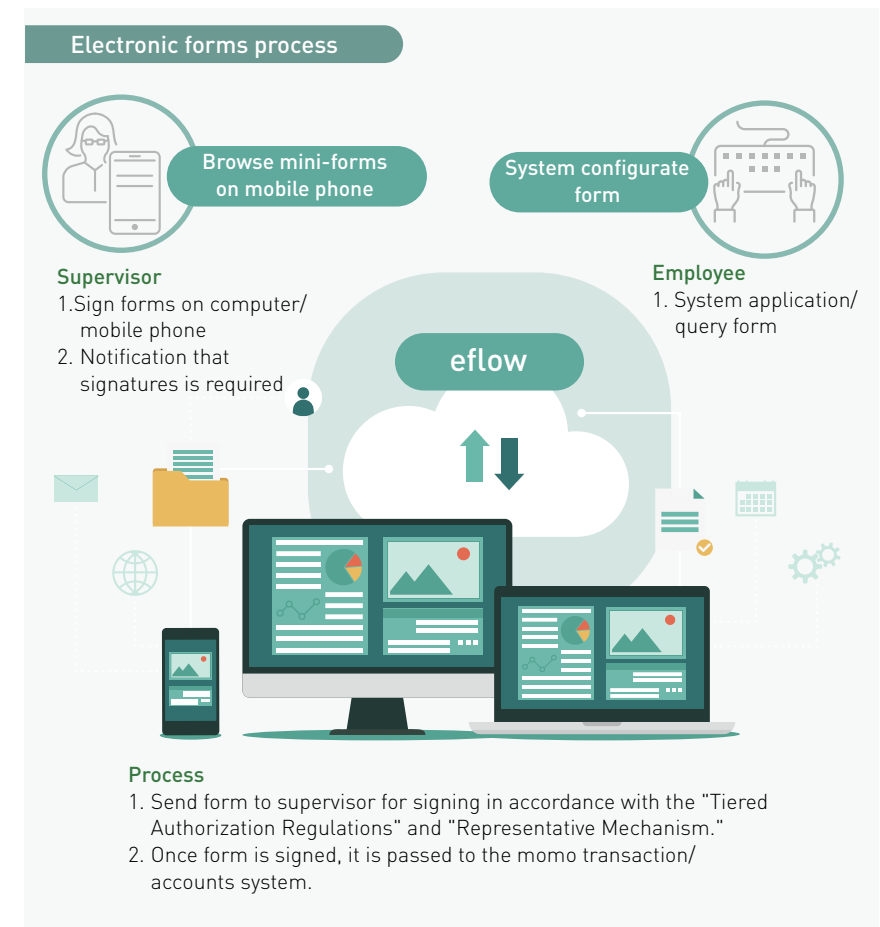 Electronic forms process
Browse mini-forms
on mobile phone
System configurate
form
Supervisor
1.Sign forms on computer/
mobile phone
2. Notification that
signatures is required
Employee
1. System application/
query form
eflow
Process
1. Send form to supervisor for signing in accordance with the "Tiered
Authorization Regulations" and "Representative Mechanism."
2. Once form is signed, it is passed to the momo transaction/
accounts system.